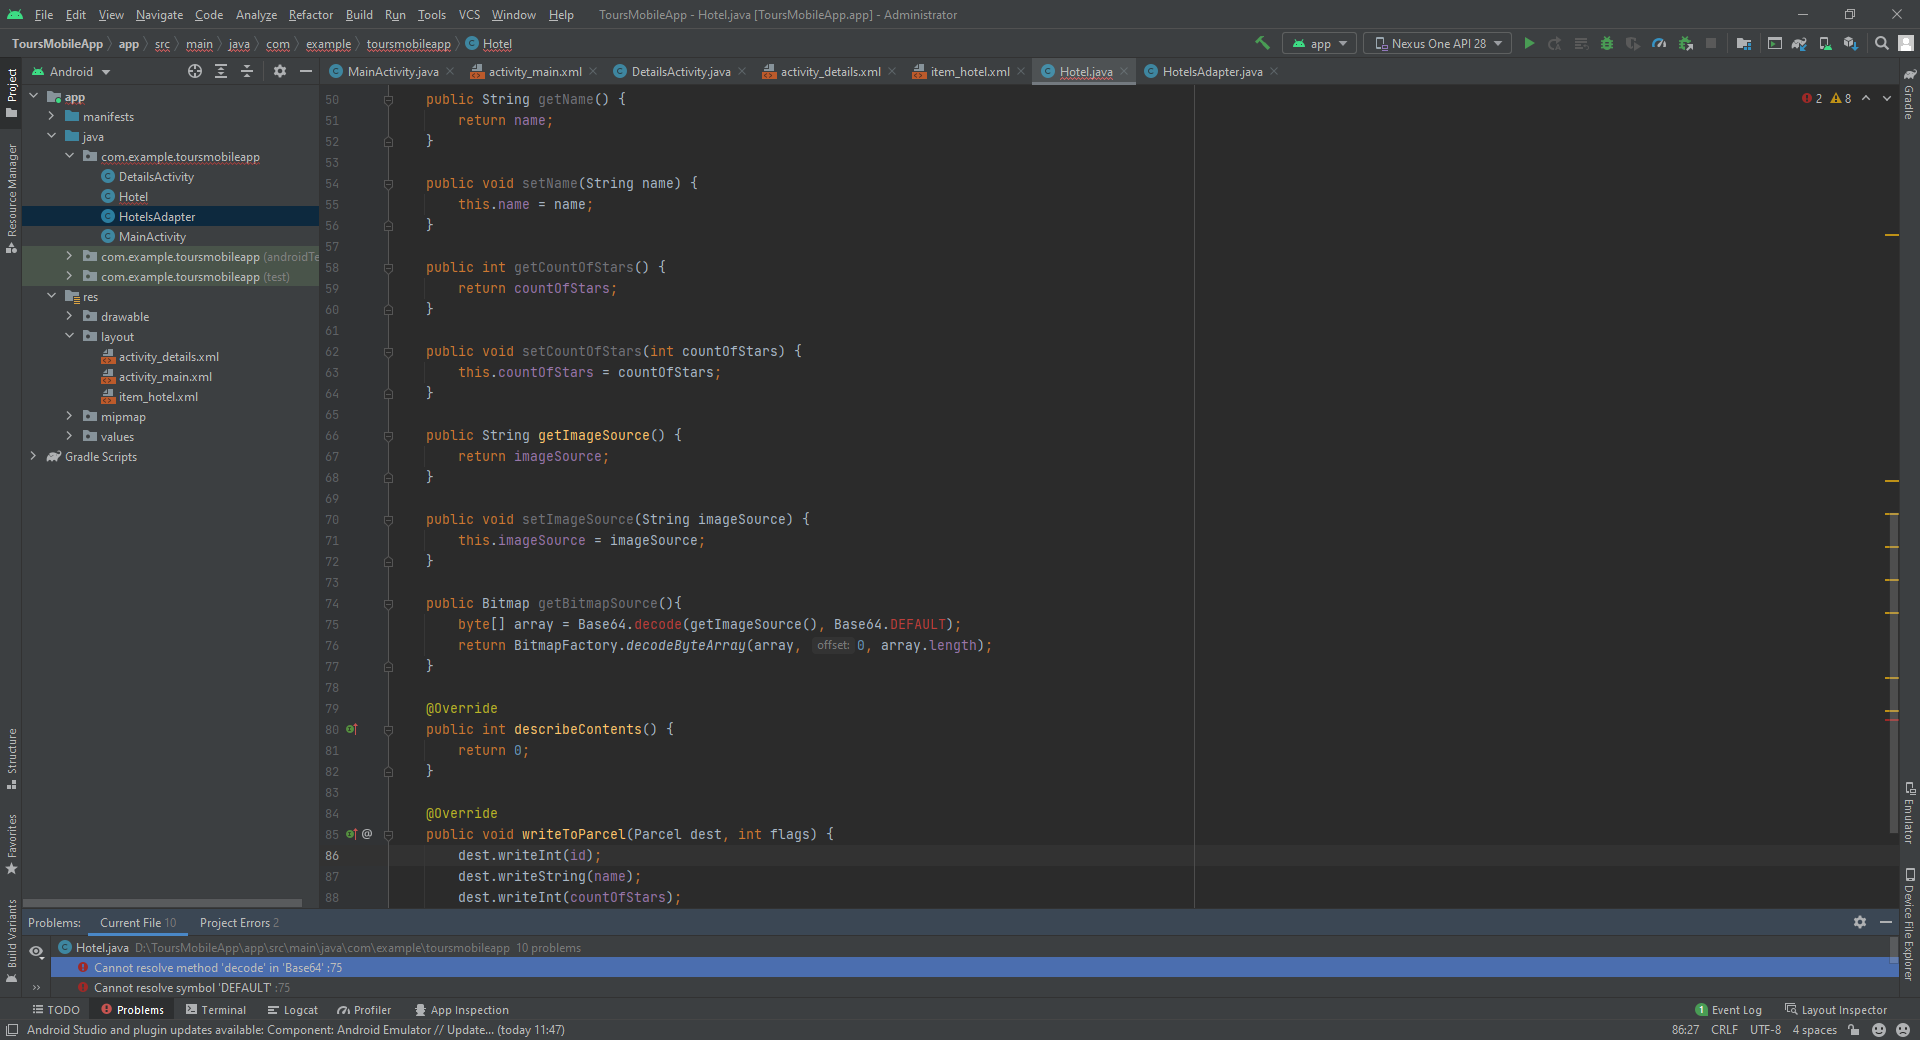 File Edit View Navigate Code Analyze Refactor Build Run Tools VCS Window Help ToursMobileApp - Hotel.java [ToursMobileApp.app] - Administrator
ToursMobileApp app src main java com example toursmobileapp Hotel app Nexus One API 28
Android
MainActivity.java activity_main.xml DetailsActivity.java activity_details.xml item_hotel.xml Hotel.java HotelsAdapter.java
Project
Resource Manager
Structure
Favorites
Build Variants
app
manifests
java
com.example.toursmobileapp
DetailsActivity
Hotel
HotelsAdapter
MainActivity
com.example.toursmobileapp (androidTe
com.example.toursmobileapp (test)
res
drawable
layout
activity_details.xml
activity_main.xml
item_hotel.xml
mipmap
values
Gradle Scripts
2 8
50 public String getName() {
51 return name;
52 }
53
54 public void setName(String name) {
55 this.name = name;
56 }
57
58 public int getCountOfStars() {
59 return countOfStars;
60 }
61
62 public void setCountOfStars(int countOfStars) {
63 this.countOfStars = countOfStars;
64 }
65
66 public String getImageSource() {
67 return imageSource;
68 }
69
70 public void setImageSource(String imageSource) {
71 this.imageSource = imageSource;
72 }
73
74 public Bitmap getBitmapSource(){
75 byte[] array = Base64.decode(getImageSource(), Base64.DEFAULT);
76 return BitmapFactory.decodeByteArray(array, offset: 0, array.length);
77 }
78
79 @Override
80 public int describeContents() {
81 return 0;
82 }
83
84 @Override
85 @ public void writeToParcel(Parcel dest, int flags) {
86 dest.writeInt(id);
87 dest.writeString(name);
88 dest.writeInt(countOfStars);
Gradle
Emulator
Device File Explorer
Problems: Current File 10 Project Errors 2
Hotel.java D:\ToursMobileApp\app\src\main\java\com\example\toursmobileapp 10 problems
Cannot resolve method 'decode' in 'Base64' :75
Cannot resolve symbol 'DEFAULT' :75
TODO Problems Terminal Logcat Profiler App Inspection 1 Event Log Layout Inspector
Android Studio and plugin updates available: Component: Android Emulator // Update... (today 11:47) 86:27 CRLF UTF-8 4 spaces